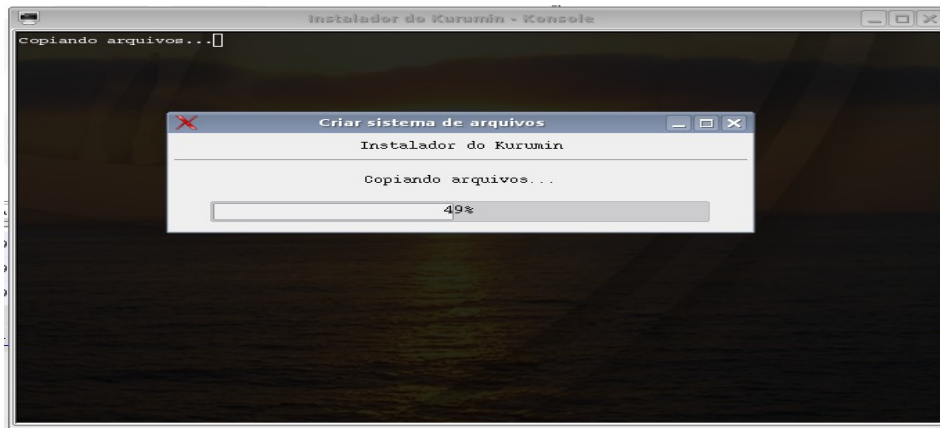 Instalador do Kurumin - Konsole
Copiando arquivos...
Criar sistema de arquivos
Instalador do Kurumin
Copiando arquivos...
49%